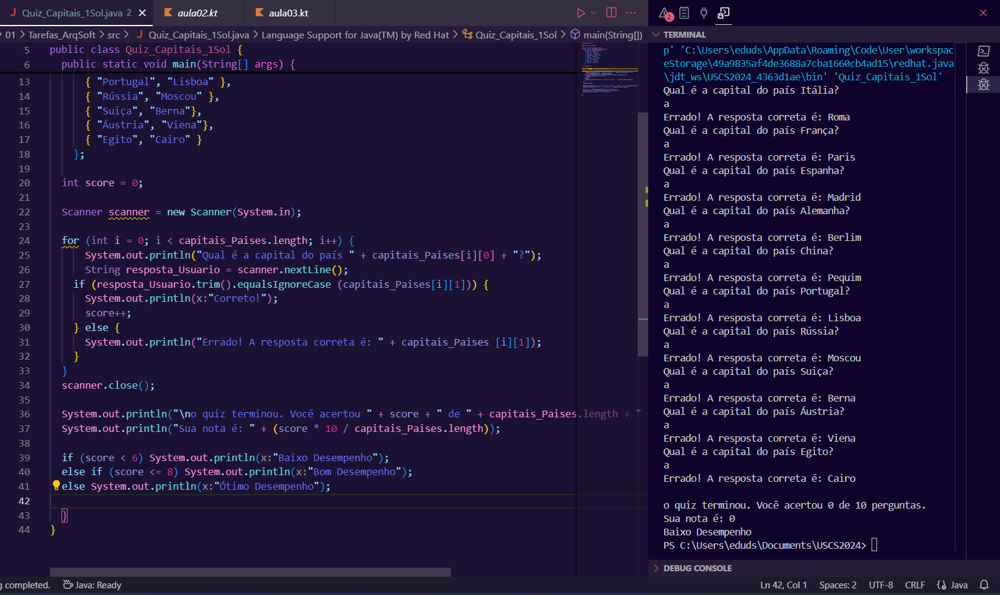 Quiz_Capitais_1Sol.java 2
aula02.kt
aula03.kt
2
01 > Tarefas_ArqSoft > src > Quiz_Capitais_1Sol.java > Language Support for Java(TM) by Red Hat > Quiz_Capitais_1Sol > main(String[])
5 public class Quiz_Capitais_1Sol {
6 public static void main(String[] args) {
13 { "Portugal", "Lisboa" },
14 { "Rússia", "Moscou" },
15 { "Suiça", "Berna"},
16 { "Áustria", "Viena"},
17 { "Egito", "Cairo" }
18 };
19
20 int score = 0;
21
22 Scanner scanner = new Scanner(System.in);
23
24 for (int i = 0; i < capitais_Paises.length; i++) {
25 System.out.println("Qual é a capital do país " + capitais_Paises[i][0] + "?");
26 String resposta_Usuario = scanner.nextLine();
27 if (resposta_Usuario.trim().equalsIgnoreCase (capitais_Paises[i][1])) {
28 System.out.println(x:"Correto!");
29 score++;
30 } else {
31 System.out.println("Errado! A resposta correta é: " + capitais_Paises [i][1]);
32 }
33 }
34 scanner.close();
35
36 System.out.println("\no quiz terminou. Você acertou " + score + " de " + capitais_Paises.length + "
37 System.out.println("Sua nota é: " + (score * 10 / capitais_Paises.length));
38
39 if (score < 6) System.out.println(x:"Baixo Desempenho");
40 else if (score <= 8) System.out.println(x:"Bom Desempenho");
41 else System.out.println(x:"Ótimo Desempenho");
42
43 }
44 }
TERMINAL
p' 'C:\Users\eduds\AppData\Roaming\Code\User\workspac
eStorage\49a9835af4de3688a7cba1660cb4ad15\redhat.java
\jdt_ws\USCS2024_4363d1ae\bin' 'Quiz_Capitais_1Sol'
Qual é a capital do país Itália?
a
Errado! A resposta correta é: Roma
Qual é a capital do país França?
a
Errado! A resposta correta é: Paris
Qual é a capital do país Espanha?
a
Errado! A resposta correta é: Madrid
Qual é a capital do país Alemanha?
a
Errado! A resposta correta é: Berlim
Qual é a capital do país China?
a
Errado! A resposta correta é: Pequim
Qual é a capital do país Portugal?
a
Errado! A resposta correta é: Lisboa
Qual é a capital do país Rússia?
a
Errado! A resposta correta é: Moscou
Qual é a capital do país Suiça?
a
Errado! A resposta correta é: Berna
Qual é a capital do país Áustria?
a
Errado! A resposta correta é: Viena
Qual é a capital do país Egito?
a
Errado! A resposta correta é: Cairo
o quiz terminou. Você acertou 0 de 10 perguntas.
Sua nota é: 0
Baixo Desempenho
PS C:\Users\eduds\Documents\USCS2024>
DEBUG CONSOLE
g completed. Java: Ready
Ln 42, Col 1 Spaces: 2 UTF-8 CRLF Java